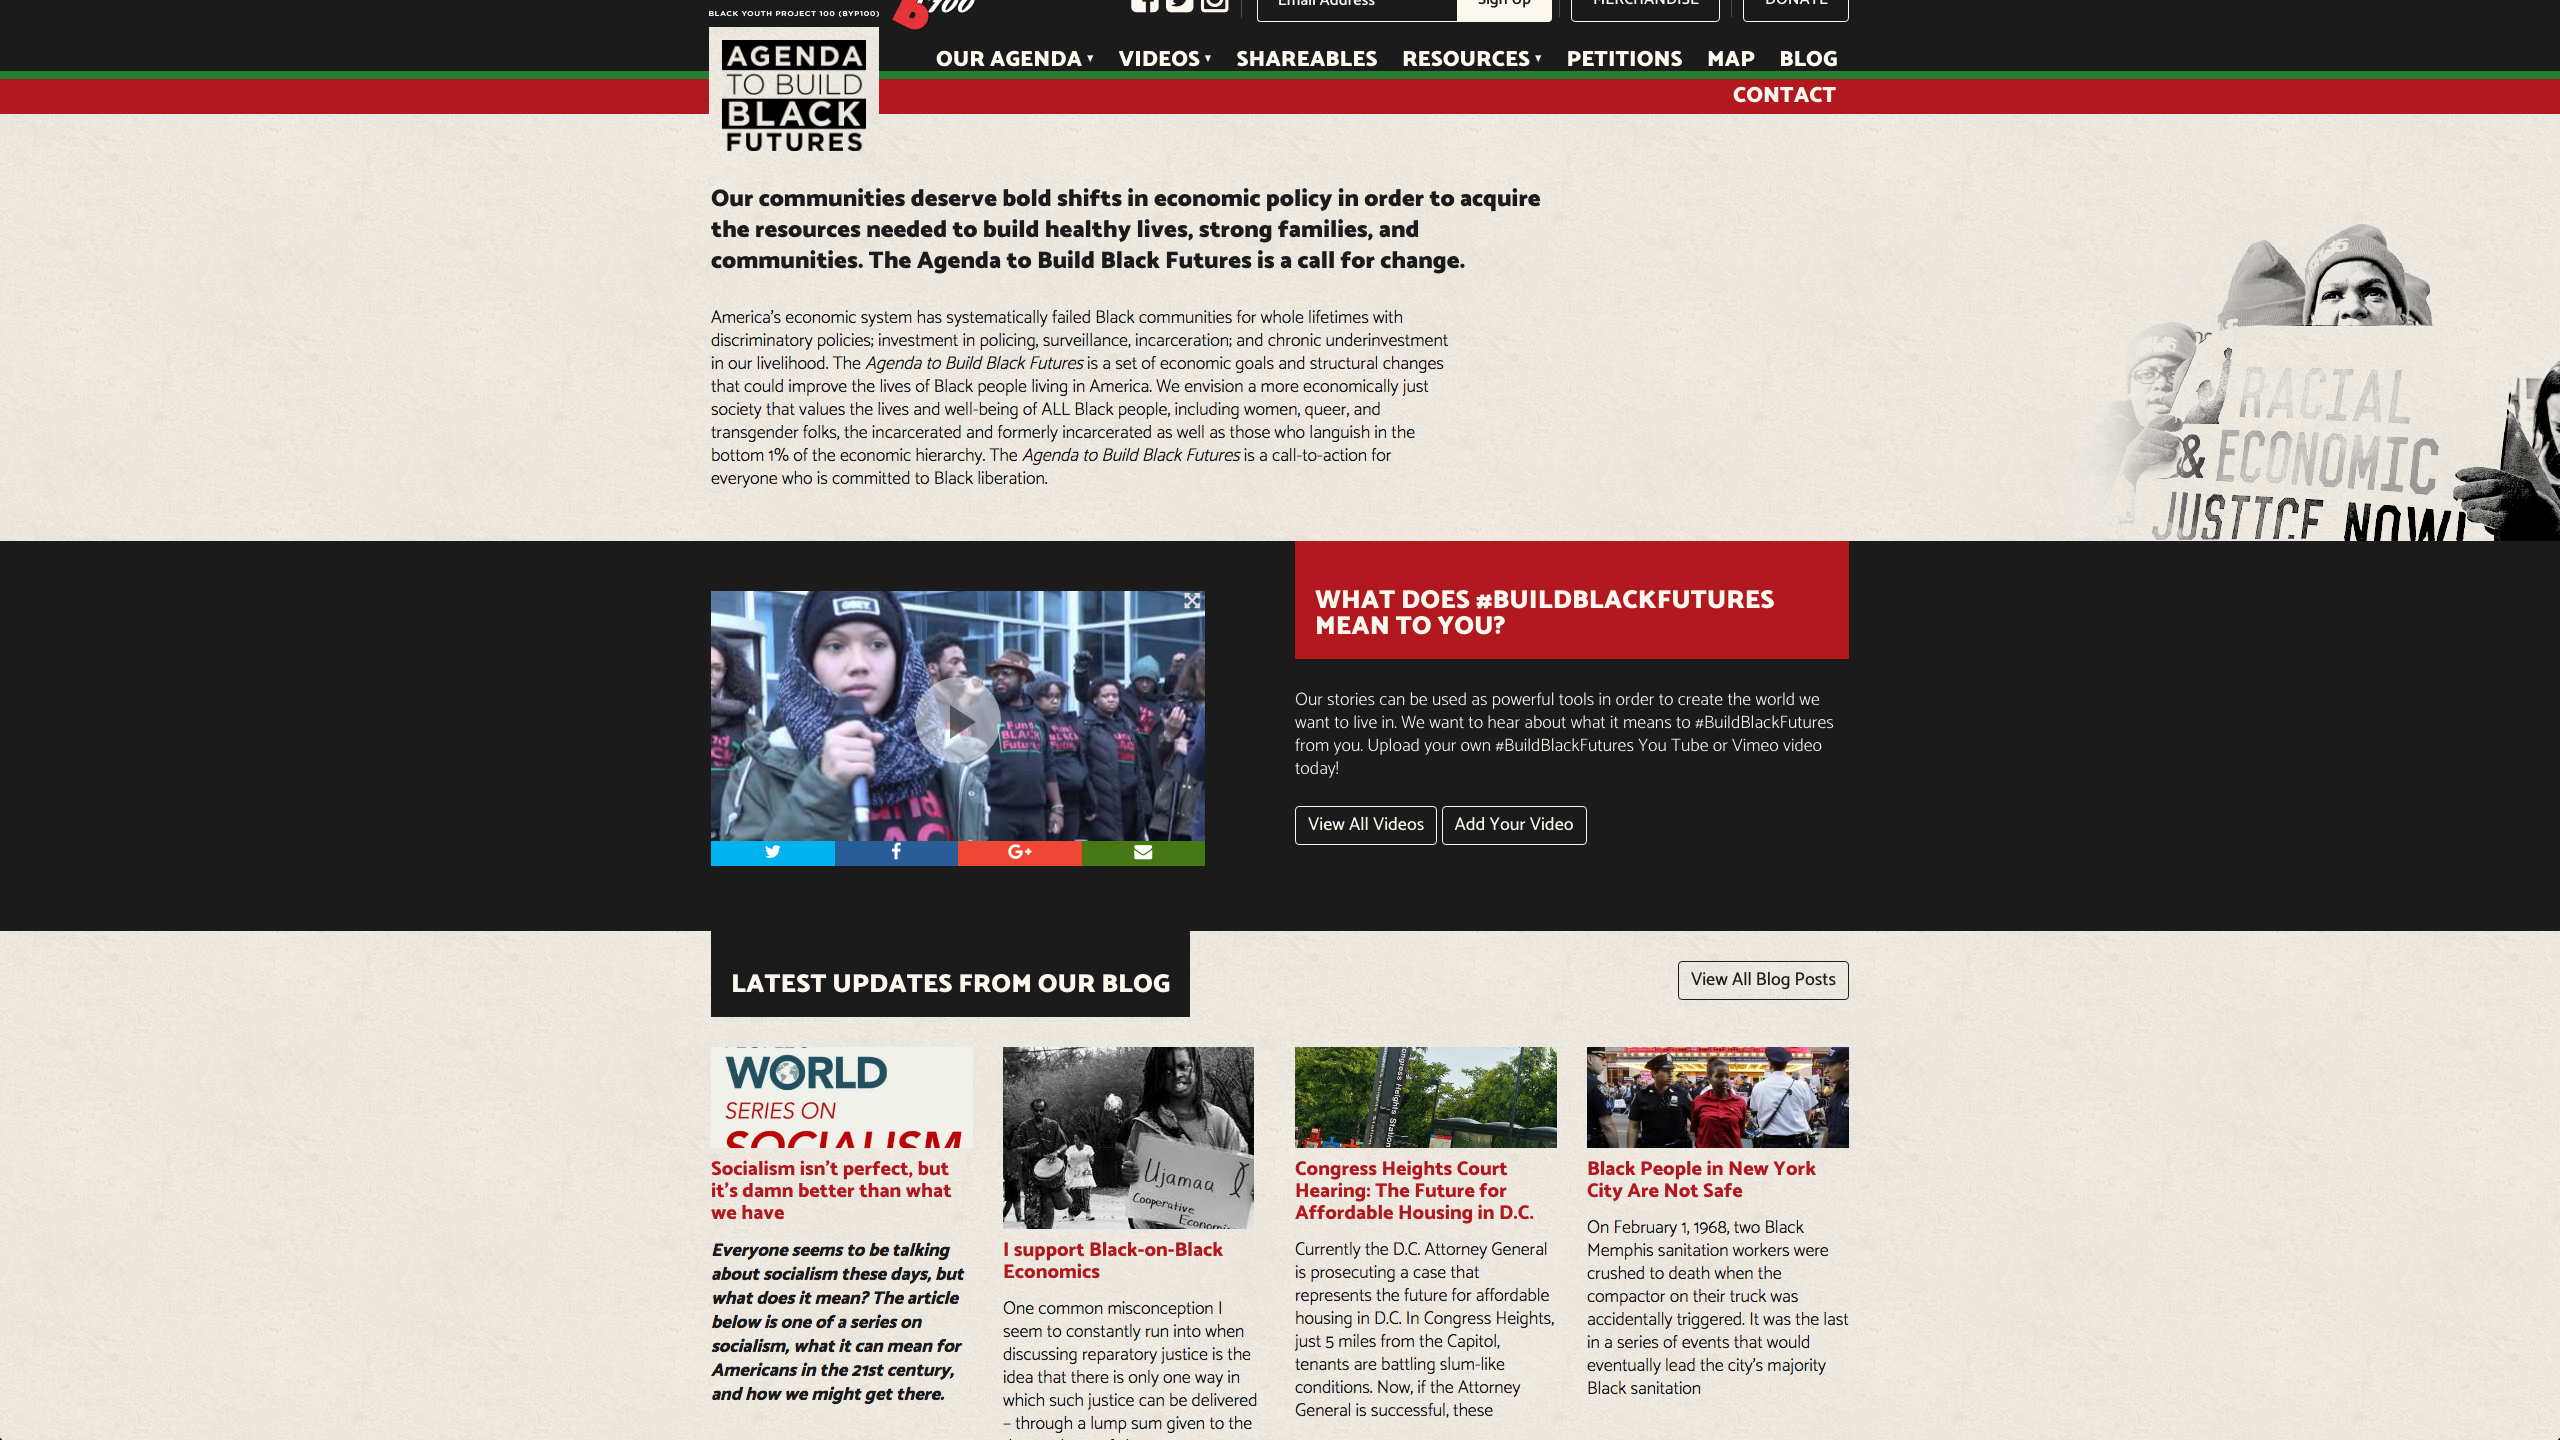 BLACK YOUTH PROJECT 100 (BYP100)
Email Address
Sign Up
MERCHANDISE
DONATE
AGENDA
TO BUILD
BLACK
FUTURES
OUR AGENDA
VIDEOS
SHAREABLES
RESOURCES
PETITIONS
MAP
BLOG
CONTACT
Our communities deserve bold shifts in economic policy in order to acquire
the resources needed to build healthy lives, strong families, and
communities. The Agenda to Build Black Futures is a call for change.
America's economic system has systematically failed Black communities for whole lifetimes with
discriminatory policies; investment in policing, surveillance, incarceration; and chronic underinvestment
in our livelihood. The Agenda to Build Black Futures is a set of economic goals and structural changes
that could improve the lives of Black people living in America. We envision a more economically just
society that values the lives and well-being of ALL Black people, including women, queer, and
transgender folks, the incarcerated and formerly incarcerated as well as those who languish in the
bottom 1% of the economic hierarchy. The Agenda to Build Black Futures is a call-to-action for
everyone who is committed to Black liberation.
RACIAL
& ECONOMIC
JUSTICE NOW!
OBEY
Fund
BLACK
Futures
WHAT DOES #BUILDBLACKFUTURES
MEAN TO YOU?
Our stories can be used as powerful tools in order to create the world we
want to live in. We want to hear about what it means to #BuildBlackFutures
from you. Upload your own #BuildBlackFutures You Tube or Vimeo video
today!
View All Videos
Add Your Video
LATEST UPDATES FROM OUR BLOG
View All Blog Posts
WORLD
SERIES ON
SOCIALISM
Socialism isn't perfect, but
it's damn better than what
we have
Everyone seems to be talking
about socialism these days, but
what does it mean? The article
below is one of a series on
socialism, what it can mean for
Americans in the 21st century,
and how we might get there.
Ujamaa
Cooperative
Economics
I support Black-on-Black
Economics
One common misconception I
seem to constantly run into when
discussing reparatory justice is the
idea that there is only one way in
which such justice can be delivered
– through a lump sum given to the
Congress Heights Station
Congress Heights Court
Hearing: The Future for
Affordable Housing in D.C.
Currently the D.C. Attorney General
is prosecuting a case that
represents the future for affordable
housing in D.C. In Congress Heights,
just 5 miles from the Capitol,
tenants are battling slum-like
conditions. Now, if the Attorney
General is successful, these
Black People in New York
City Are Not Safe
On February 1, 1968, two Black
Memphis sanitation workers were
crushed to death when the
compactor on their truck was
accidentally triggered. It was the last
in a series of events that would
eventually lead the city's majority
Black sanitation